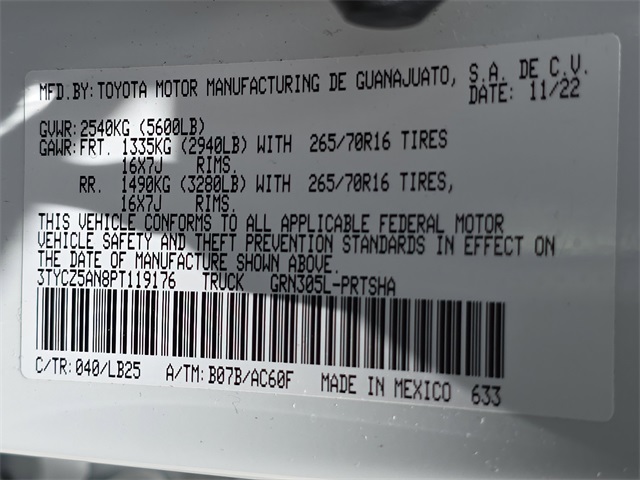 MFD.BY: TOYOTA MOTOR MANUFACTURING DE GUANAJUATO, S.A. DE C.V.
DATE: 11/22
GVWR: 2540KG (5600LB)
GAWR: FRT. 1335KG (2940LB) WITH 265/70R16 TIRES
16X7J RIMS.
RR. 1490KG (3280LB) WITH 265/70R16 TIRES,
16X7J RIMS.
THIS VEHICLE CONFORMS TO ALL APPLICABLE FEDERAL MOTOR
VEHICLE SAFETY AND THEFT PREVENTION STANDARDS IN EFFECT ON
THE DATE OF MANUFACTURE SHOWN ABOVE.
3TYCZ5AN8PT119176 TRUCK GRN305L-PRTSHA
C/TR: 040/LB25 A/TM: B07B/AC60F MADE IN MEXICO 633